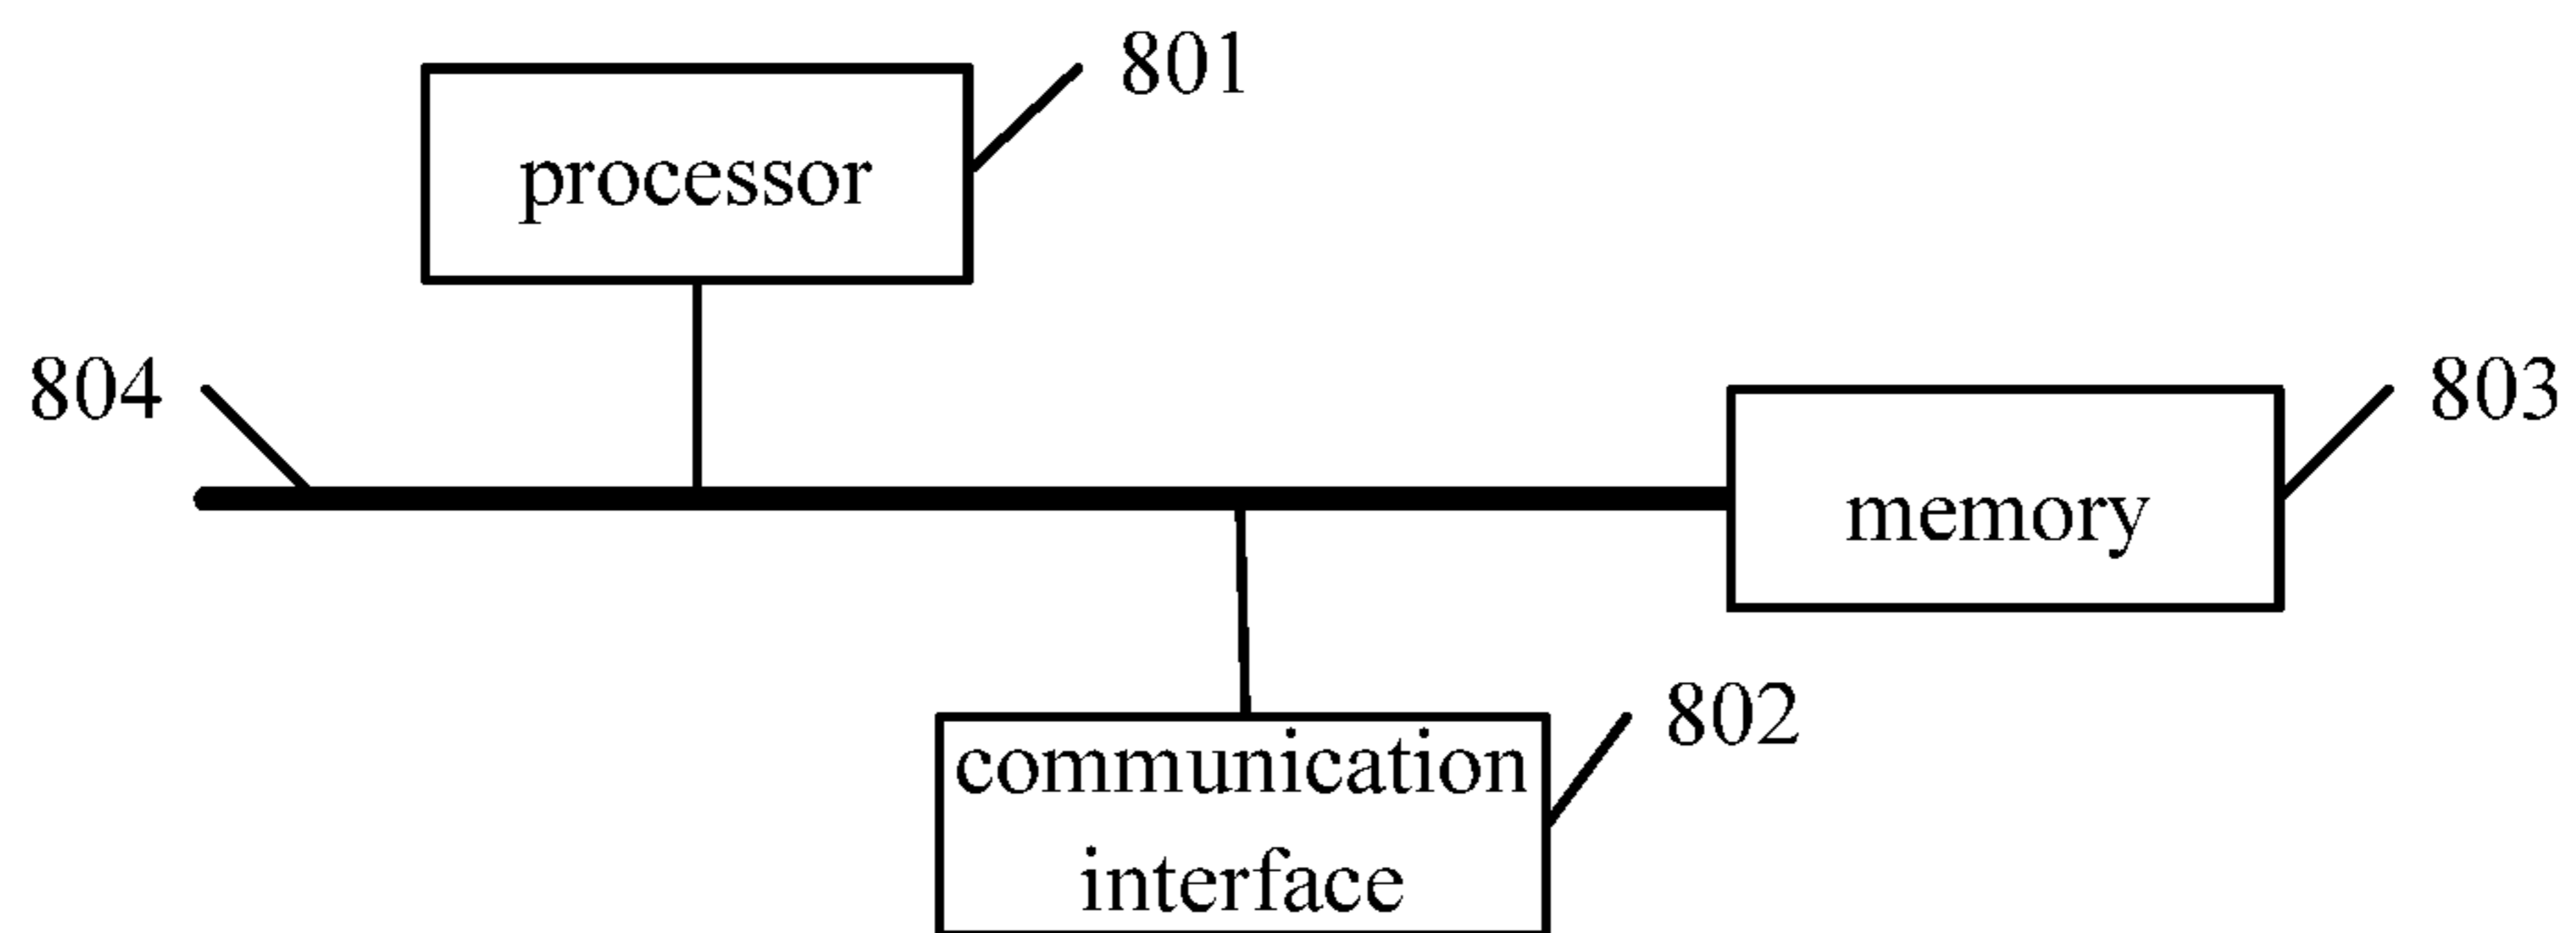 801
processor
804
803
memory
802
communication
interface